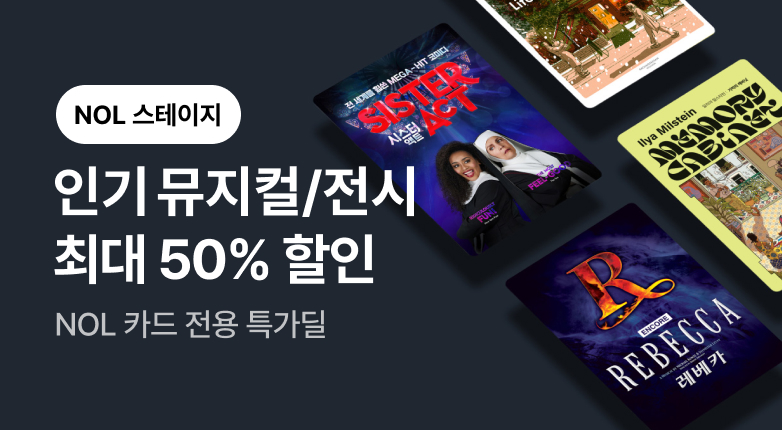 NOL 스테이지
인기 뮤지컬/전시
최대 50% 할인
NOL 카드 전용 특가딜
전 세계를 휩쓴 MEGA-HIT 코미디
SISTER
ACT
시스터
액트
Life
Ilya Milstein
MEMORY
CABINET
R
ENCORE
REBECCA
레베카